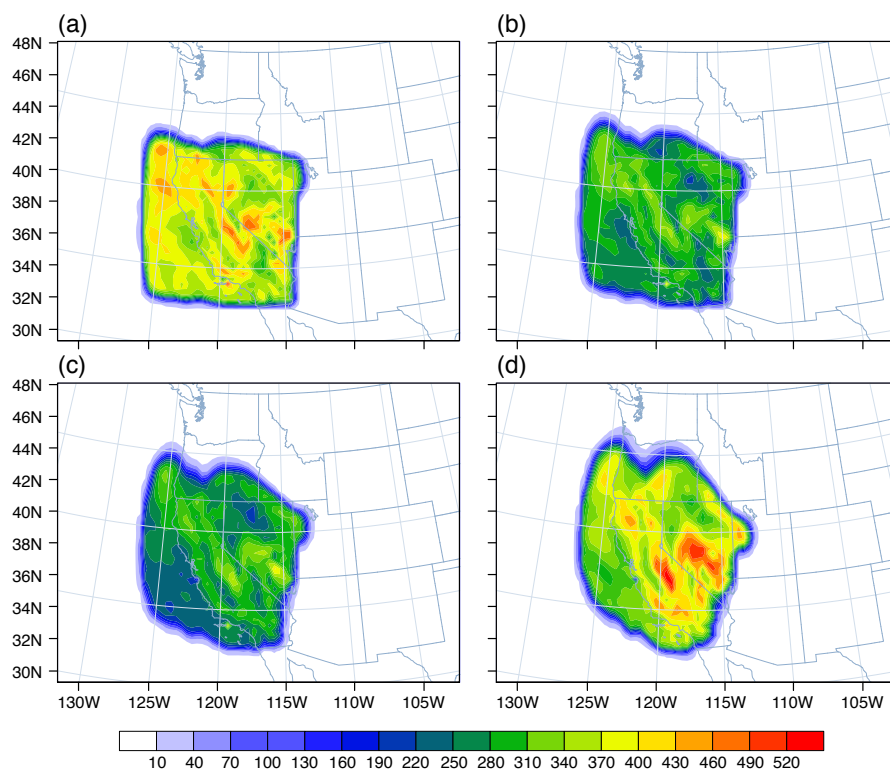 (a) (b)
48N 48N
46N 46N
44N 44N
42N 42N
40N 40N
38N 38N
36N 36N
34N 34N
32N 32N
30N 30N
(c) (d)
48N 48N
46N 46N
44N 44N
42N 42N
40N 40N
38N 38N
36N 36N
34N 34N
32N 32N
30N 30N
130W 125W 120W 115W 110W 105W 130W 125W 120W 115W 110W 105W
10 40 70 100 130 160 190 220 250 280 310 340 370 400 430 460 490 520